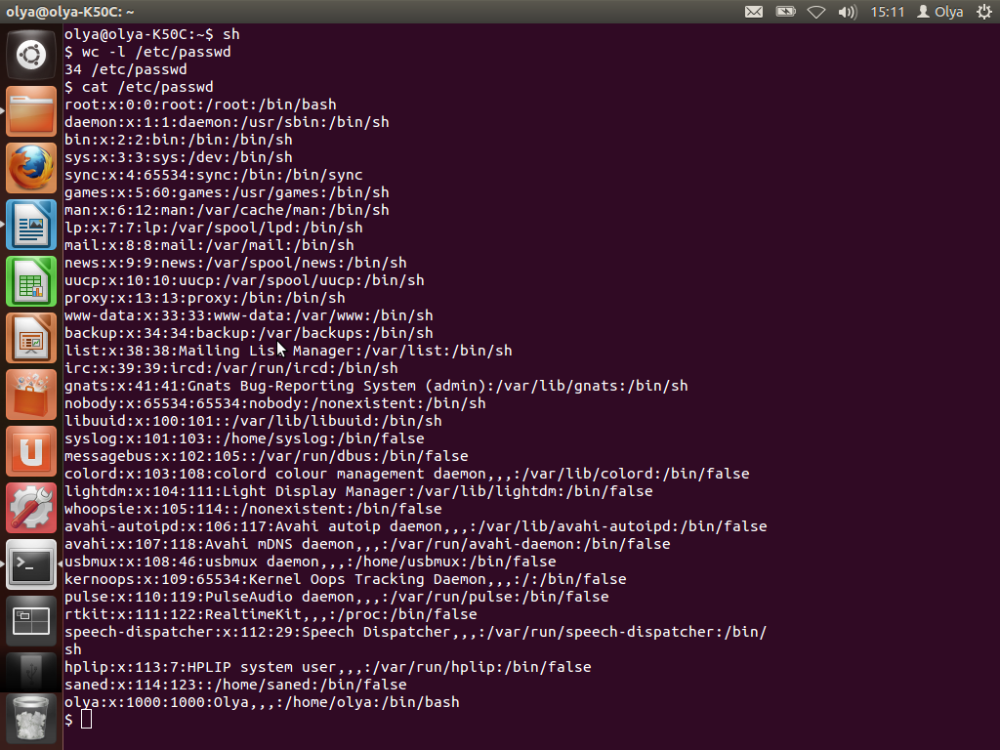 olya@olya-K50C: ~
15:11
Olya
olya@olya-K50C:~$ sh
$ wc -l /etc/passwd
34 /etc/passwd
$ cat /etc/passwd
root:x:0:0:root:/root:/bin/bash
daemon:x:1:1:daemon:/usr/sbin:/bin/sh
bin:x:2:2:bin:/bin:/bin/sh
sys:x:3:3:sys:/dev:/bin/sh
sync:x:4:65534:sync:/bin:/bin/sync
games:x:5:60:games:/usr/games:/bin/sh
man:x:6:12:man:/var/cache/man:/bin/sh
lp:x:7:7:lp:/var/spool/lpd:/bin/sh
mail:x:8:8:mail:/var/mail:/bin/sh
news:x:9:9:news:/var/spool/news:/bin/sh
uucp:x:10:10:uucp:/var/spool/uucp:/bin/sh
proxy:x:13:13:proxy:/bin:/bin/sh
www-data:x:33:33:www-data:/var/www:/bin/sh
backup:x:34:34:backup:/var/backups:/bin/sh
list:x:38:38:Mailing List Manager:/var/list:/bin/sh
irc:x:39:39:ircd:/var/run/ircd:/bin/sh
gnats:x:41:41:Gnats Bug-Reporting System (admin):/var/lib/gnats:/bin/sh
nobody:x:65534:65534:nobody:/nonexistent:/bin/sh
libuuid:x:100:101::/var/lib/libuuid:/bin/sh
syslog:x:101:103::/home/syslog:/bin/false
messagebus:x:102:105::/var/run/dbus:/bin/false
colord:x:103:108:colord colour management daemon,,,:/var/lib/colord:/bin/false
lightdm:x:104:111:Light Display Manager:/var/lib/lightdm:/bin/false
whoopsie:x:105:114::/nonexistent:/bin/false
avahi-autoipd:x:106:117:Avahi autoip daemon,,,:/var/lib/avahi-autoipd:/bin/false
avahi:x:107:118:Avahi mDNS daemon,,,:/var/run/avahi-daemon:/bin/false
usbmux:x:108:46:usbmux daemon,,,:/home/usbmux:/bin/false
kernoops:x:109:65534:Kernel Oops Tracking Daemon,,,:/:/bin/false
pulse:x:110:119:PulseAudio daemon,,,:/var/run/pulse:/bin/false
rtkit:x:111:122:RealtimeKit,,,:/proc:/bin/false
speech-dispatcher:x:112:29:Speech Dispatcher,,,:/var/run/speech-dispatcher:/bin/
sh
hplip:x:113:7:HPLIP system user,,,:/var/run/hplip:/bin/false
saned:x:114:123::/home/saned:/bin/false
olya:x:1000:1000:Olya,,,:/home/olya:/bin/bash
$